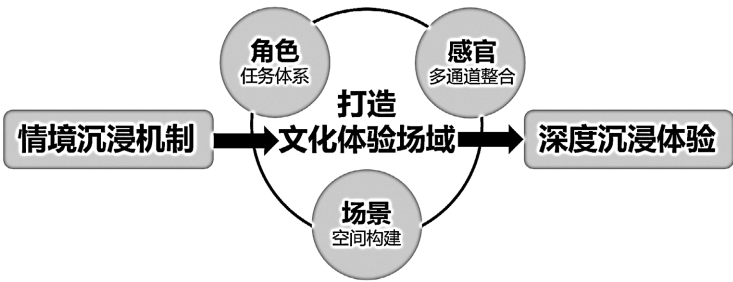 角色
任务体系
感官
多通道整合
打造
文化体验场域
情境沉浸机制
深度沉浸体验
场景
空间构建